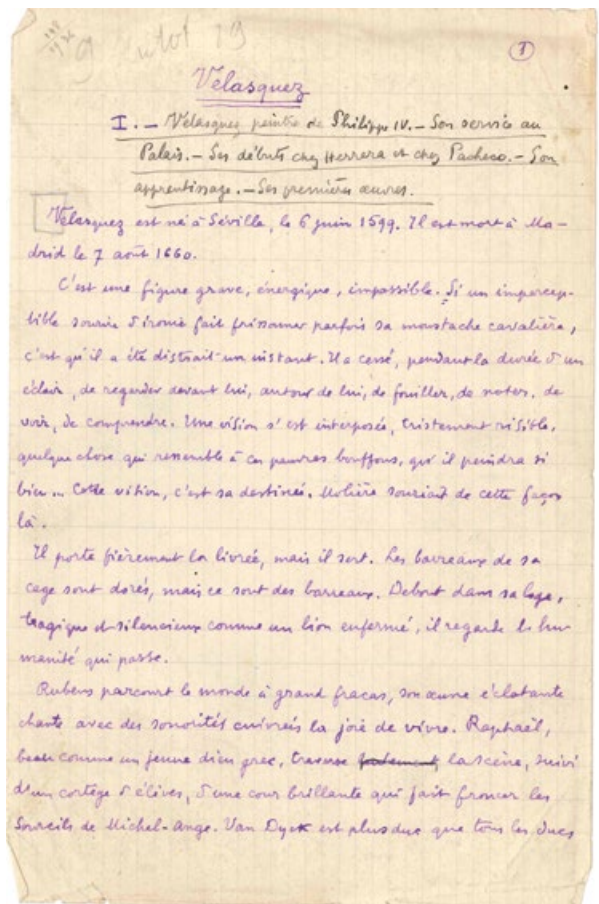 1
Velasquez
I. — Velasquez peintre de Philippe IV. — Son service au
Palais. — Ses débuts chez Herrera et chez Pacheco. — Son
apprentissage. — Ses premières œuvres.
Velasquez est né à Séville, le 6 juin 1599. Il est mort à Ma-
drid le 7 août 1660.
C'est une figure grave, énergique, impassible. Si un impercep-
tible sourire d'ironie fait frissonner parfois sa moustache cavalière,
c'est qu'il a été distrait un instant. Il a cessé, pendant la durée d'un
éclair, de regarder devant lui, autour de lui, de fouiller, de noter, de
voir, de comprendre. Une vision s'est interposée, tristement risible,
quelque chose qui ressemble à ces pauvres bouffons, qu'il peindra si
bien... Cette vision, c'est sa destinée. Molière souriait de cette façon
là.
Il porte fièrement la livrée, mais il sert. Les barreaux de sa
cage sont dorés, mais ce sont des barreaux. Debout dans sa loge,
tragique et silencieux comme un lion enfermé, il regarde l'hu-
manité qui passe.
Rubens parcourt le monde à grand fracas, son œuvre éclatante
chante avec des sonorités cuivrées la joie de vivre. Raphaël,
beau comme un jeune dieu grec, traverse la scène, suivi
d'un cortège d'élèves, d'une cour brillante qui fait froncer les
sourcils de Michel-Ange. Van Dyck est plus duc que tous les ducs